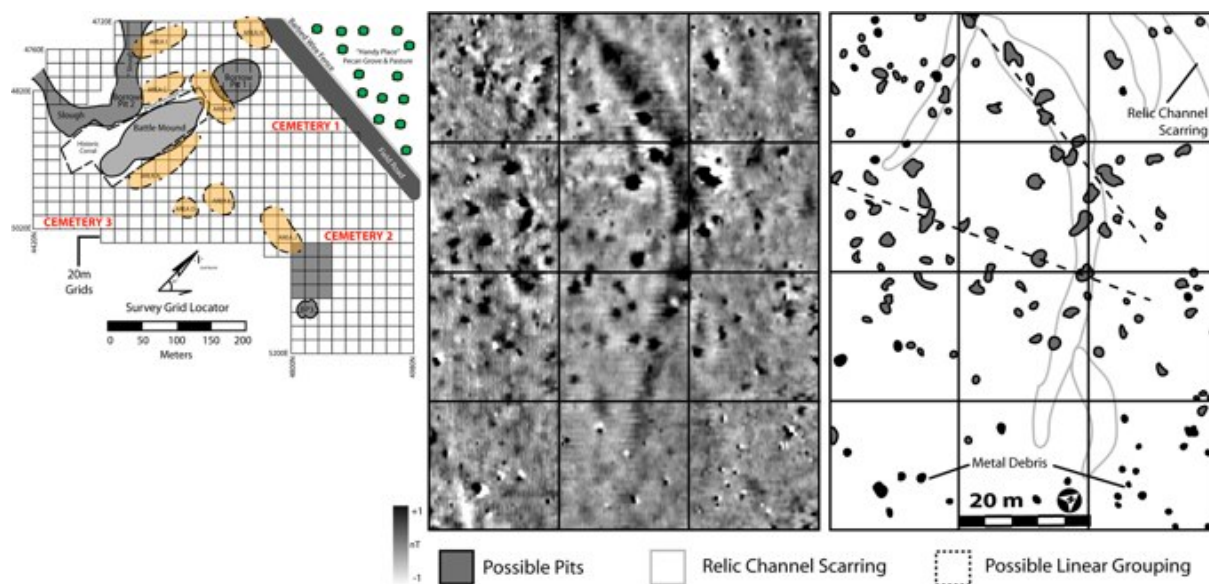 4720E
4760E
4820E
Barbed Wire Fence
"Handy Place"
Pecan Grove & Pasture
Borrow
Pit 1
Borrow
Pit 2
Slough
Battle Mound
Historic
Corral
CEMETERY 1
Field Road
CEMETERY 3
CEMETERY 2
5020E
4420N
20m
Grids
Survey Grid Locator
0 50 100 150 200
Meters
5200E
4800N
4980N
+1
nT
-1
Relic Channel
Scarring
Metal Debris
20 m
Possible Pits
Relic Channel Scarring
Possible Linear Grouping